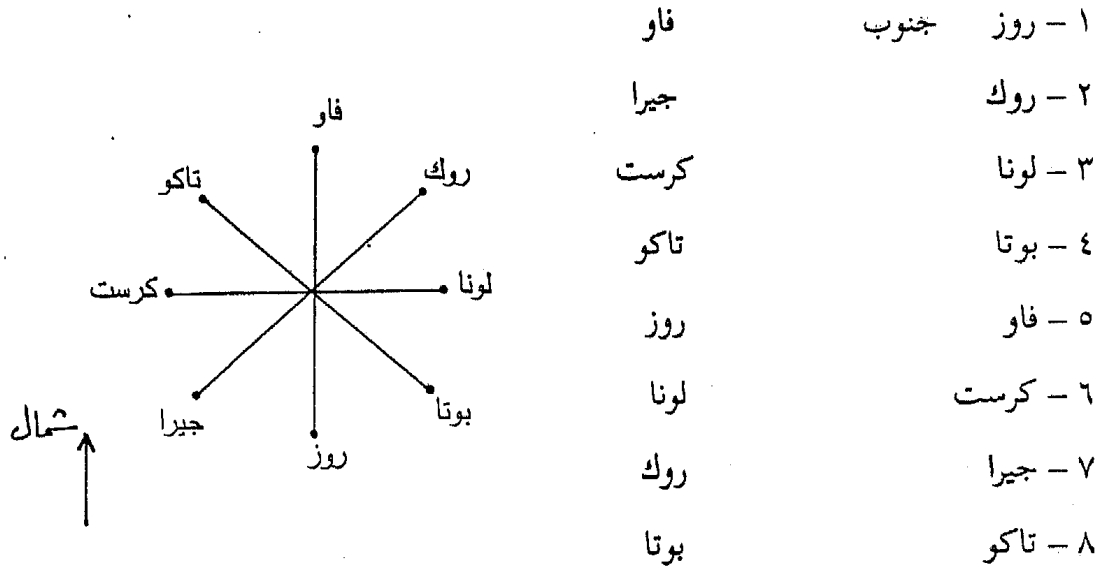 ١ – روز جنوب فاو
٢ – روك جيرا
٣ – لونا كرست
٤ – بوتا تاكو
٥ – فاو روز
٦ – كرست لونا
٧ – جيرا روك
٨ – تاكو بوتا
فاو
روك
تاكو
لونا
كرست
بوتا
جيرا
روز
شمال